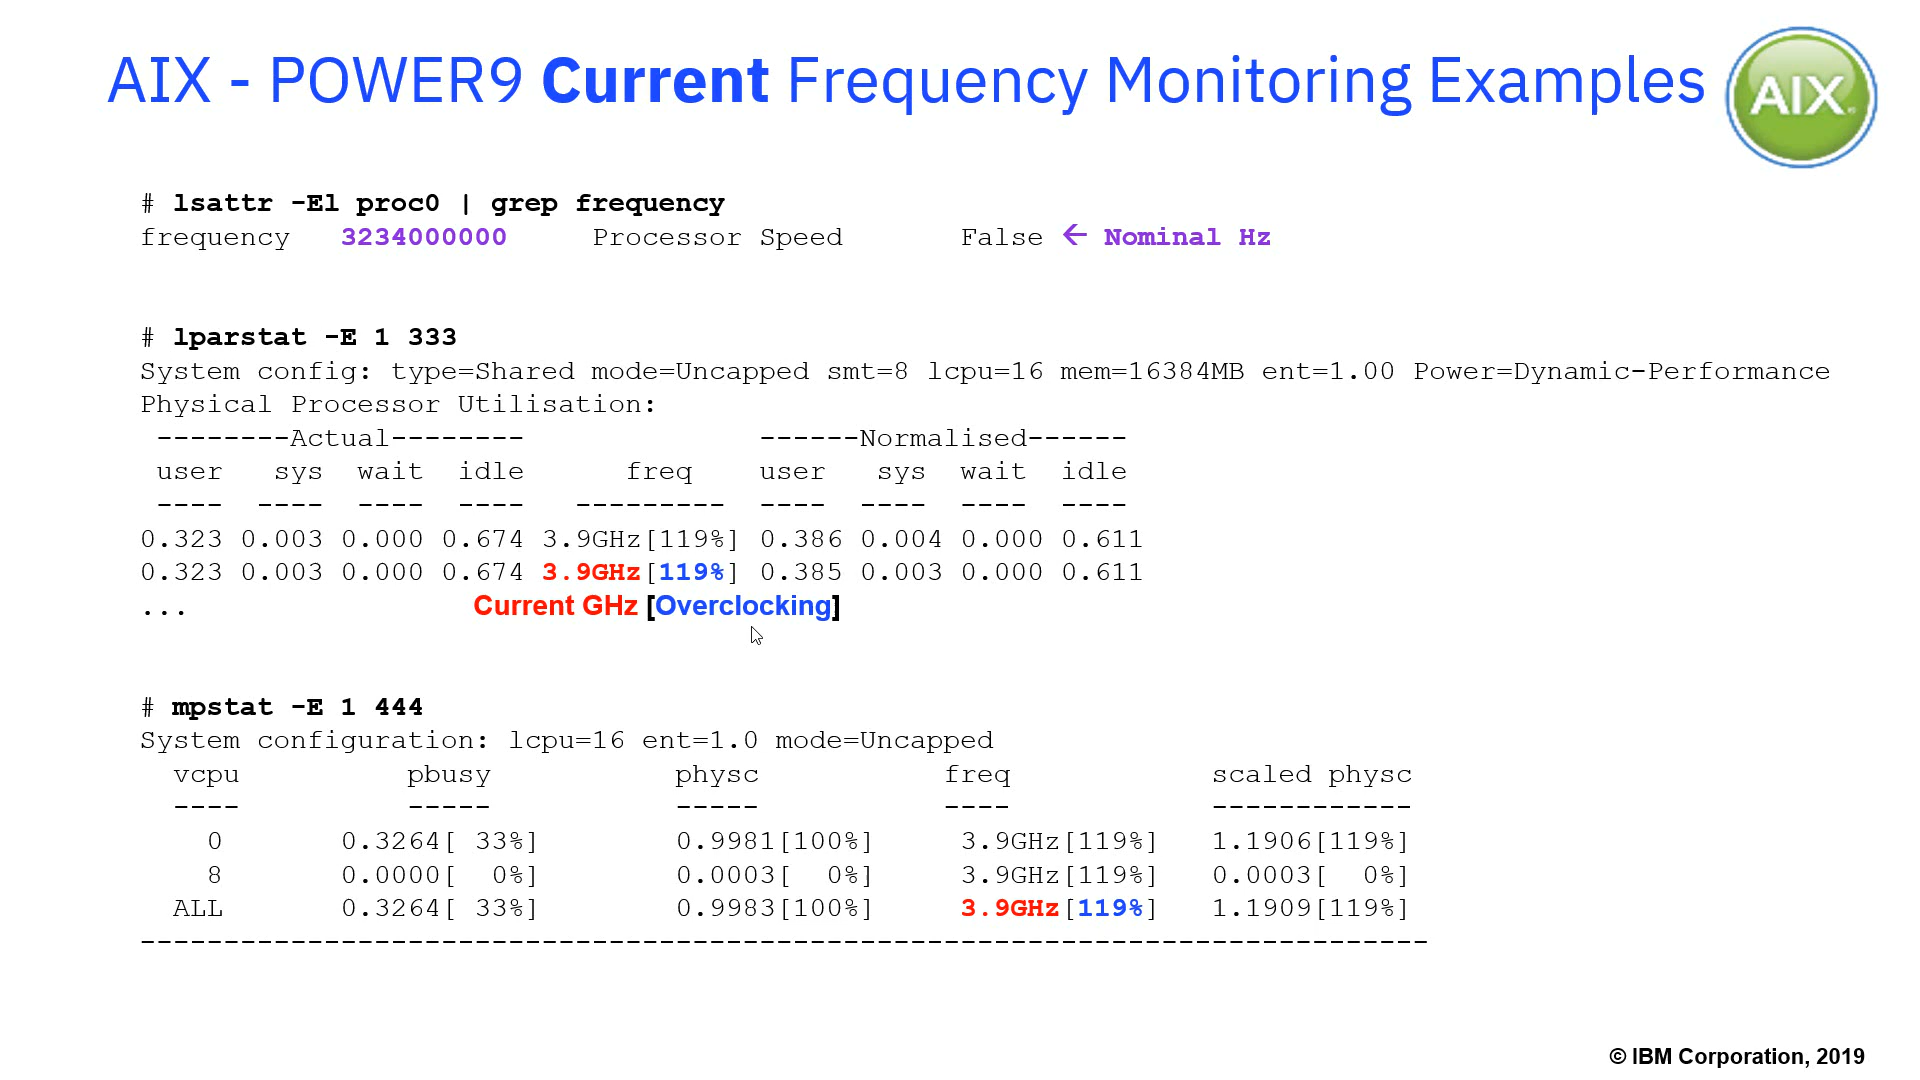 AIX - POWER9 Current Frequency Monitoring Examples
AIX
# lsattr -El proc0 | grep frequency
frequency   3234000000     Processor Speed       False ← Nominal Hz
# lparstat -E 1 333
System config: type=Shared mode=Uncapped smt=8 lcpu=16 mem=16384MB ent=1.00 Power=Dynamic-Performance
Physical Processor Utilisation:
 --------Actual--------              ------Normalised------
 user   sys  wait  idle      freq    user   sys  wait  idle
 ----  ----  ----  ----   ---------  ----  ----  ----  ----
0.323 0.003 0.000 0.674 3.9GHz[119%] 0.386 0.004 0.000 0.611
0.323 0.003 0.000 0.674 3.9GHz[119%] 0.385 0.003 0.000 0.611
... Current GHz [Overclocking]
# mpstat -E 1 444
System configuration: lcpu=16 ent=1.0 mode=Uncapped
  vcpu          pbusy           physc           freq            scaled physc
  ----          -----           -----           ----            ------------
    0       0.3264[ 33%]        0.9981[100%]     3.9GHz[119%]   1.1906[119%]
    8       0.0000[  0%]        0.0003[  0%]     3.9GHz[119%]   0.0003[  0%]
  ALL       0.3264[ 33%]        0.9983[100%]     3.9GHz[119%]   1.1909[119%]
-----------------------------------------------------------------------------
© IBM Corporation, 2019